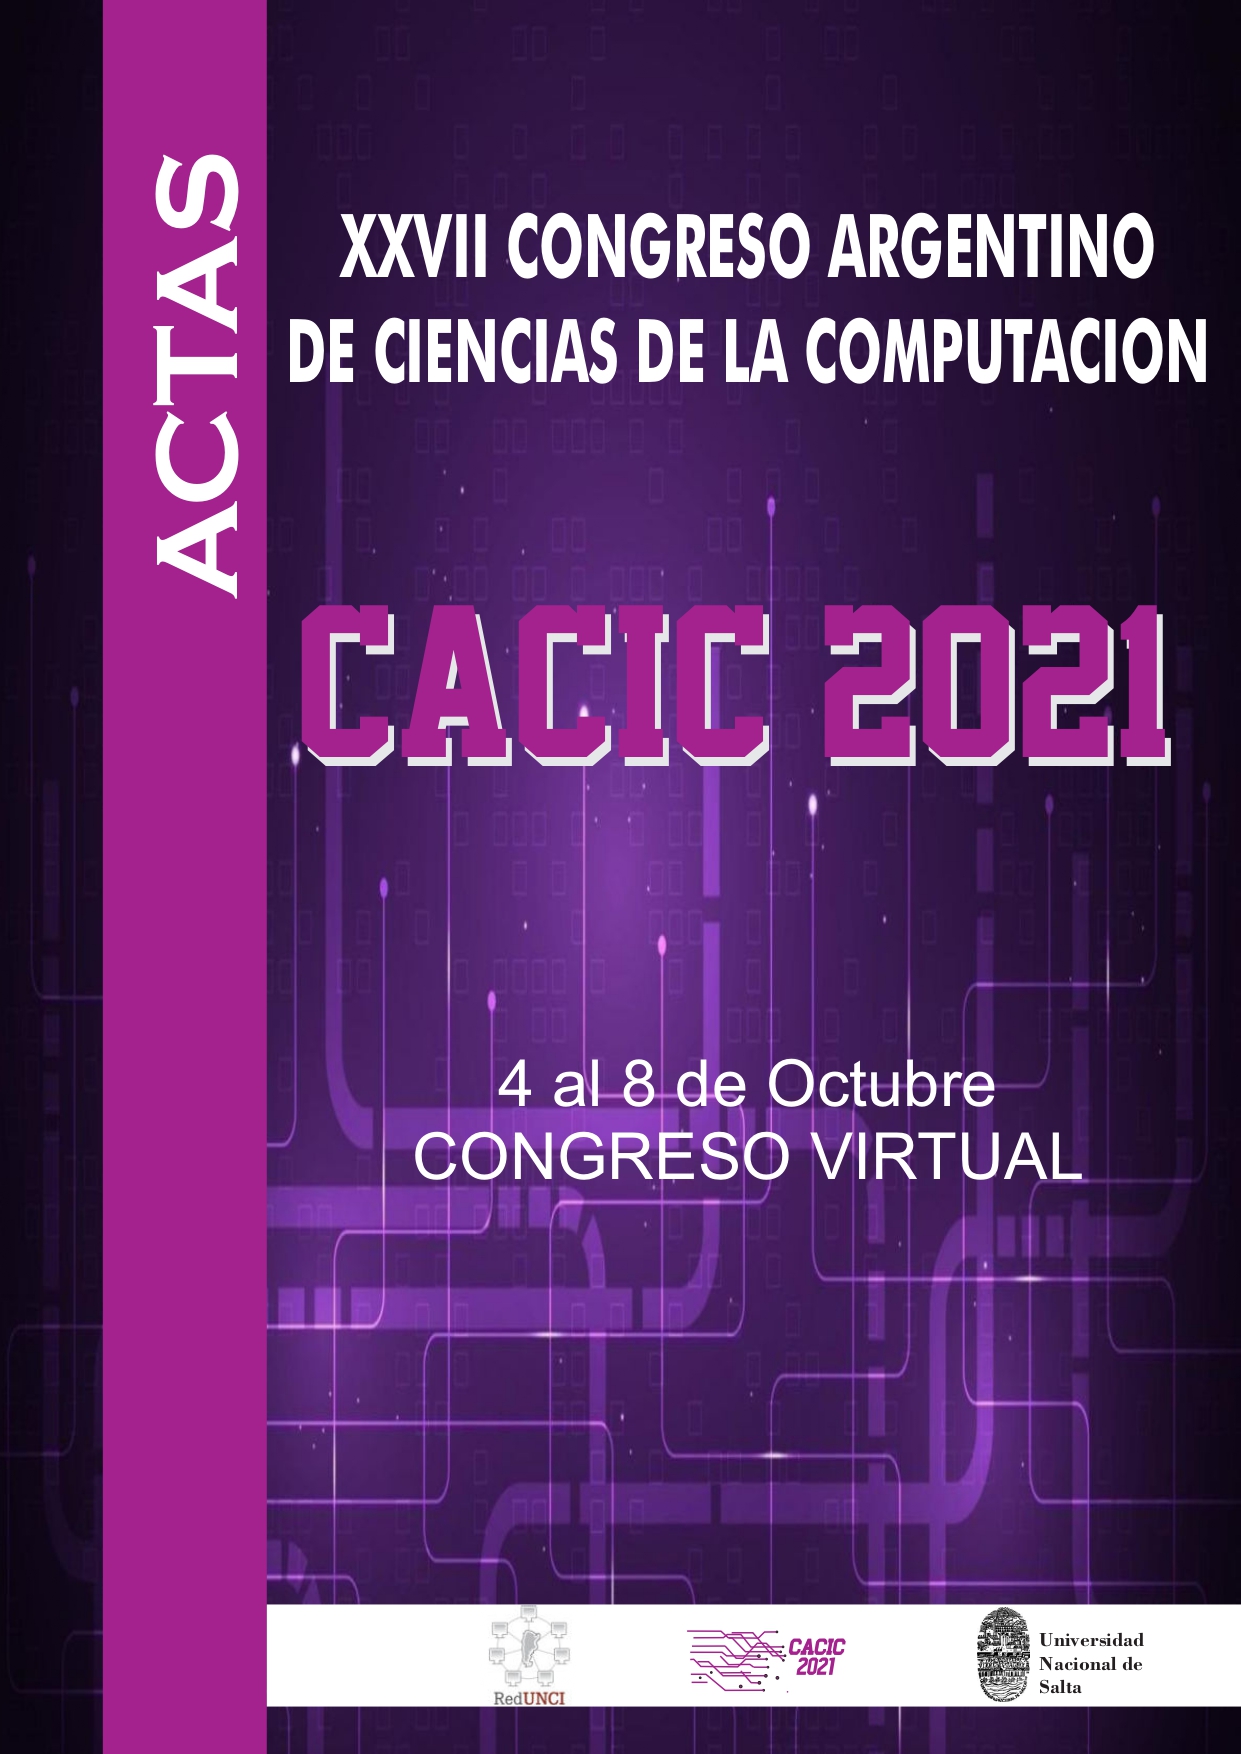 ACTAS
XXVII CONGRESO ARGENTINO
DE CIENCIAS DE LA COMPUTACION
CACIC 2021
4 al 8 de Octubre
CONGRESO VIRTUAL
RedUNCI
CACIC
2021
Universidad
Nacional de
Salta